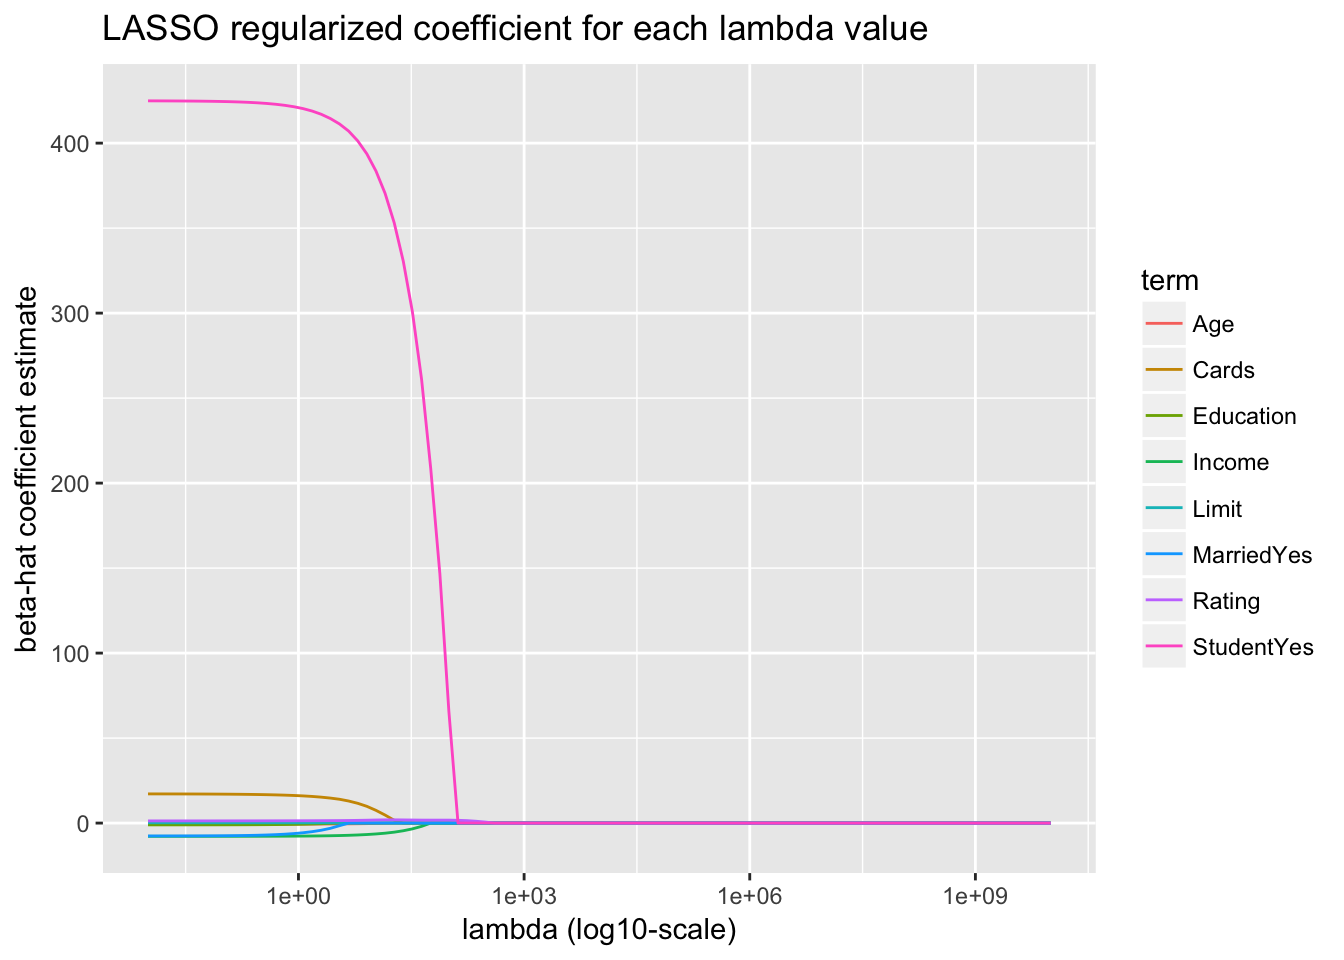 LASSO regularized coefficient for each lambda value
beta-hat coefficient estimate
400
300
200
100
0
1e+00
1e+03
1e+06
1e+09
lambda (log10-scale)
term
Age
Cards
Education
Income
Limit
MarriedYes
Rating
StudentYes